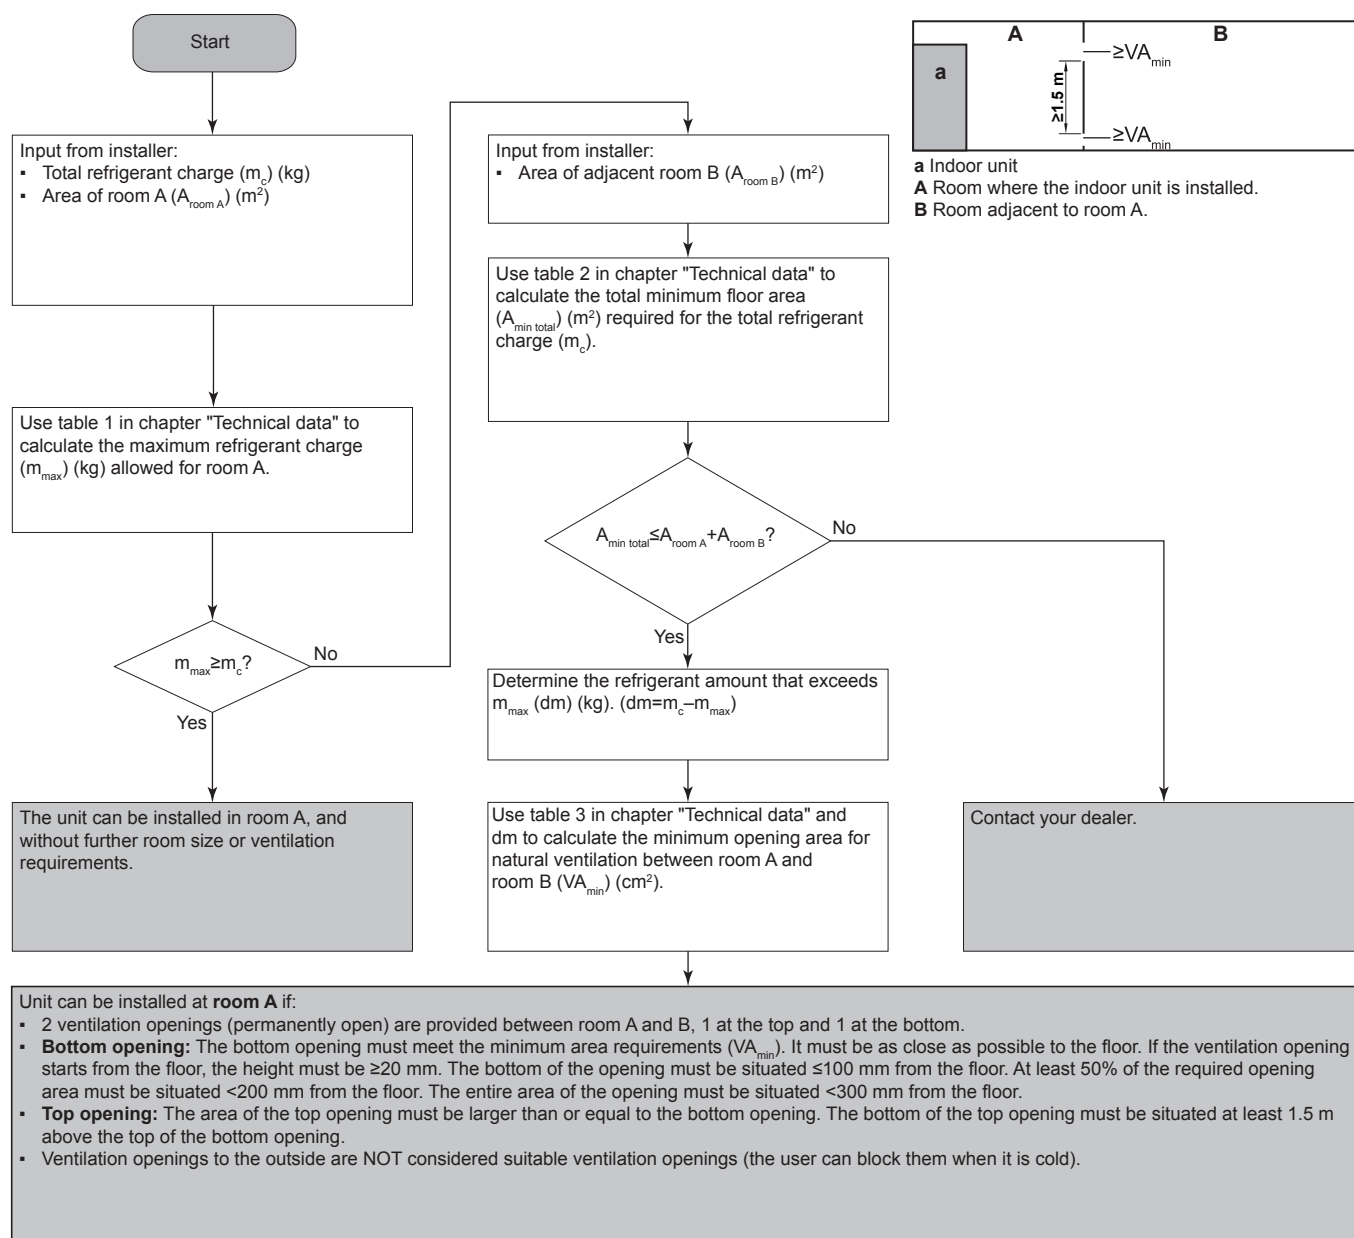 Start
Input from installer:
▪ Total refrigerant charge (mc) (kg)
▪ Area of room A (Aroom A) (m²)
Use table 1 in chapter "Technical data" to
calculate the maximum refrigerant charge
(mmax) (kg) allowed for room A.
mmax≥mc?
No
Yes
The unit can be installed in room A, and
without further room size or ventilation
requirements.
Input from installer:
▪ Area of adjacent room B (Aroom B) (m²)
Use table 2 in chapter "Technical data" to
calculate the total minimum floor area
(Amin total) (m²) required for the total refrigerant
charge (mc).
Amin total≤Aroom A+Aroom B?
No
Yes
Determine the refrigerant amount that exceeds
mmax (dm) (kg). (dm=mc–mmax)
Use table 3 in chapter "Technical data" and
dm to calculate the minimum opening area for
natural ventilation between room A and
room B (VAmin) (cm²).
Contact your dealer.
A
B
a
≥1.5 m
≥VAmin
≥VAmin
a Indoor unit
A Room where the indoor unit is installed.
B Room adjacent to room A.
Unit can be installed at room A if:
▪ 2 ventilation openings (permanently open) are provided between room A and B, 1 at the top and 1 at the bottom.
▪ Bottom opening: The bottom opening must meet the minimum area requirements (VAmin). It must be as close as possible to the floor. If the ventilation opening
starts from the floor, the height must be ≥20 mm. The bottom of the opening must be situated ≤100 mm from the floor. At least 50% of the required opening
area must be situated <200 mm from the floor. The entire area of the opening must be situated <300 mm from the floor.
▪ Top opening: The area of the top opening must be larger than or equal to the bottom opening. The bottom of the top opening must be situated at least 1.5 m
above the top of the bottom opening.
▪ Ventilation openings to the outside are NOT considered suitable ventilation openings (the user can block them when it is cold).